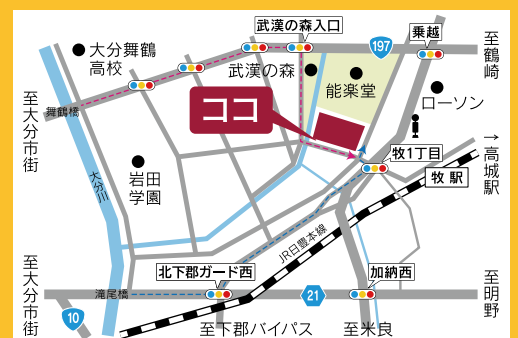 武漢の森入口
197
乗越
至鶴崎
大分舞鶴
高校
武漢の森
能楽堂
ローソン
ココ
舞鶴橋
至大分市街
牧1丁目
→高城駅
牧 駅
岩田
学園
大分川
JR日豊本線
北下郡ガード西
加納西
滝尾橋
21
至明野
至大分市街
10
至下郡バイパス
至米良